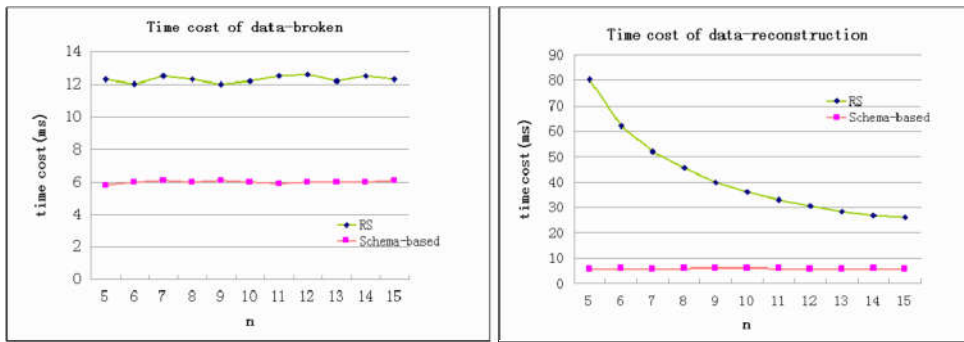 Time cost of data-broken
14
12
10
8
6
4
2
0
time cost(ms)
RS
Schema-based
5 6 7 8 9 10 11 12 13 14 15
n
Time cost of data-reconstruction
90
80
70
60
50
40
30
20
10
0
time cost(ms)
RS
Schema-based
5 6 7 8 9 10 11 12 13 14 15
n